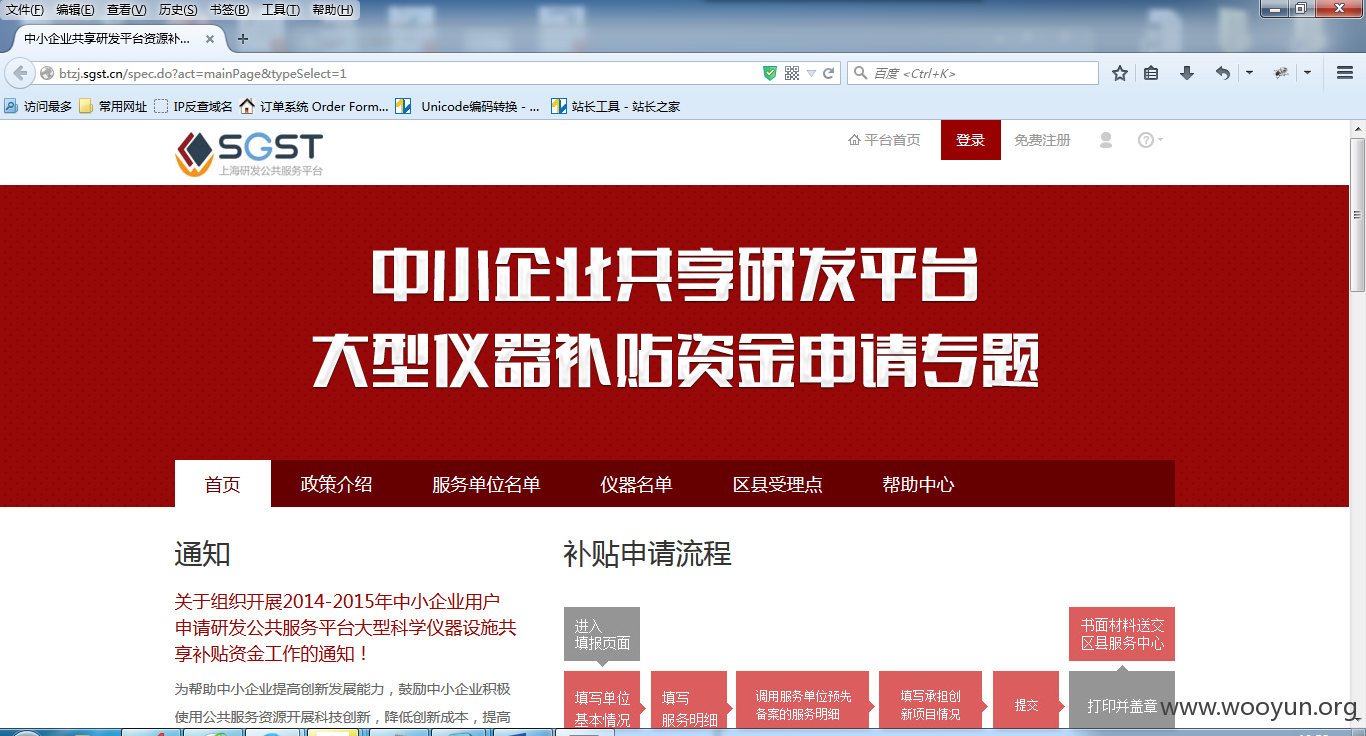 文件(F) 编辑(E) 查看(V) 历史(S) 书签(B) 工具(T) 帮助(H)
中小企业共享研发平台资源补...
btzj.sgst.cn/spec.do?act=mainPage&typeSelect=1
百度 <Ctrl+K>
访问最多 常用网址 IP反查域名 订单系统 Order Form... Unicode编码转换 - ... 站长工具 - 站长之家
SGST
上海研发公共服务平台
平台首页 登录 免费注册
中小企业共享研发平台
大型仪器补贴资金申请专题
首页 政策介绍 服务单位名单 仪器名单 区县受理点 帮助中心
通知
补贴申请流程
关于组织开展2014-2015年中小企业用户
申请研发公共服务平台大型科学仪器设施共
享补贴资金工作的通知！
为帮助中小企业提高创新发展能力，鼓励中小企业积极
使用公共服务资源开展科技创新，降低创新成本，提高
进入
填报页面
书面材料送交
区县服务中心
填写单位
基本情况
填写
服务明细
调用服务单位预先
备案的服务明细
填写承担创
新项目情况
提交
打印并盖章
www.wooyun.org